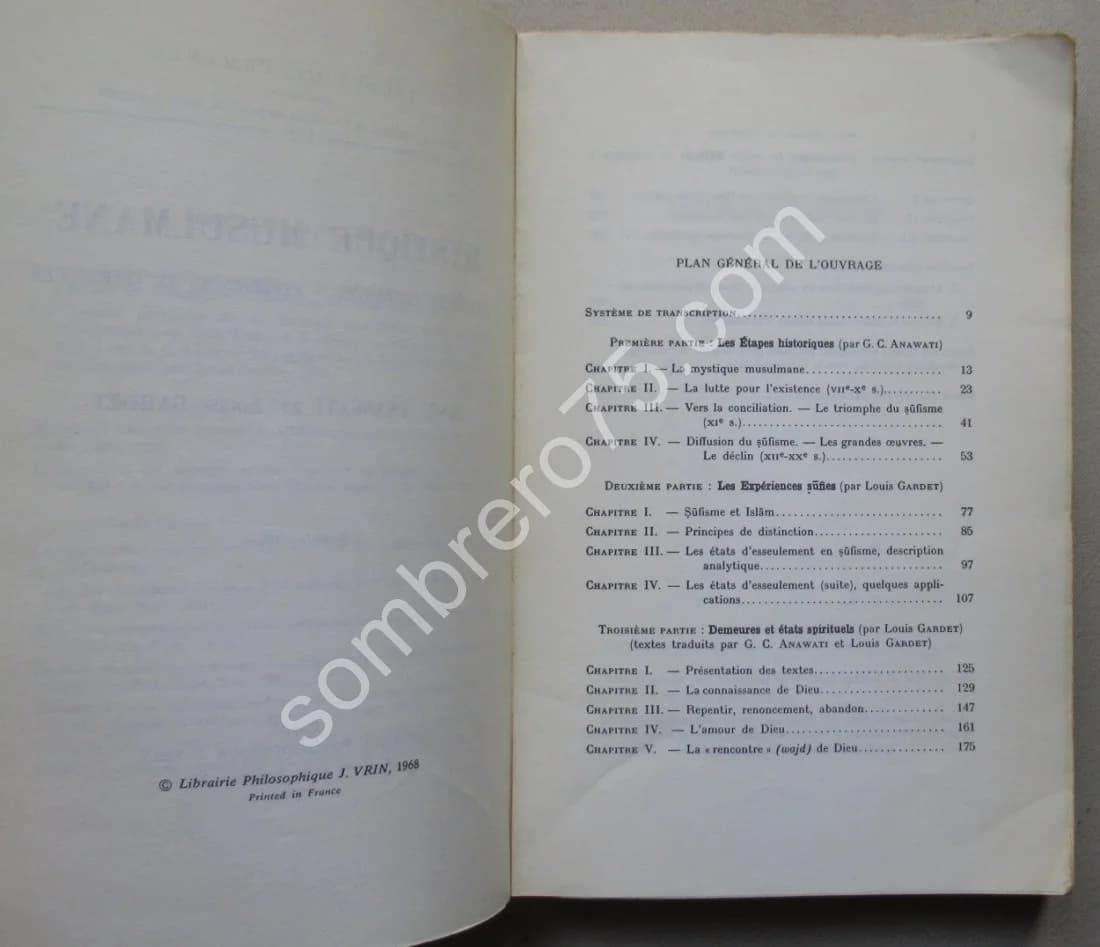 MYSTIQUE MUSULMANE
© Librairie Philosophique J. VRIN, 1968
Printed in France
PLAN GÉNÉRAL DE L'OUVRAGE
Système de transcription. . . . . . . . . . . . . . . . . . . . . . . . . . . . . . . . 9
Première partie : Les Étapes historiques (par G. C. Anawati)
Chapitre I. — La mystique musulmane. . . . . . . . . . . . . . . . . . . . . . 13
Chapitre II. — La lutte pour l'existence (viiᵉ-xᵉ s.). . . . . . . . . . 23
Chapitre III. — Vers la conciliation. — Le triomphe du ṣūfisme
(xiᵉ s.). . . . . . . . . . . . . . . . . . . . . . . . . . . . . . . . 41
Chapitre IV. — Diffusion du ṣūfisme. — Les grandes œuvres. —
Le déclin (xiiᵉ-xxᵉ s.). . . . . . . . . . . . . . . . . . . 53
Deuxième partie : Les Expériences ṣūfies (par Louis Gardet)
Chapitre I. — Ṣūfisme et Islām. . . . . . . . . . . . . . . . . . . . . . . . . . . 77
Chapitre II. — Principes de distinction. . . . . . . . . . . . . . . . . . . . . 85
Chapitre III. — Les états d'esseulement en ṣūfisme, description
analytique. . . . . . . . . . . . . . . . . . . . . . . . . . . . . 97
Chapitre IV. — Les états d'esseulement (suite), quelques appli-
cations. . . . . . . . . . . . . . . . . . . . . . . . . . . . . . . . 107
Troisième partie : Demeures et états spirituels (par Louis Gardet)
(textes traduits par G. C. Anawati et Louis Gardet)
Chapitre I. — Présentation des textes. . . . . . . . . . . . . . . . . . . . . 125
Chapitre II. — La connaissance de Dieu. . . . . . . . . . . . . . . . . . . . 129
Chapitre III. — Repentir, renoncement, abandon. . . . . . . . . . . . . 147
Chapitre IV. — L'amour de Dieu. . . . . . . . . . . . . . . . . . . . . . . . . . 161
Chapitre V. — La « rencontre » (wajd) de Dieu. . . . . . . . . . . . . . 175
sombrero75.com